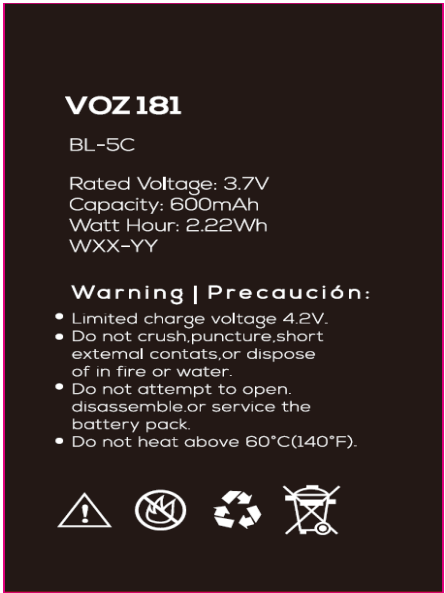 VOZ 181
BL-5C
Rated Voltage: 3.7V
Capacity: 600mAh
Watt Hour: 2.22Wh
WXX-YY
Warning | Precaución:
• Limited charge voltage 4.2V.
• Do not crush,puncture,short
extemal contats,or dispose
of in fire or water.
• Do not attempt to open.
disassemble.or service the
battery pack.
• Do not heat above 60°C(140°F).